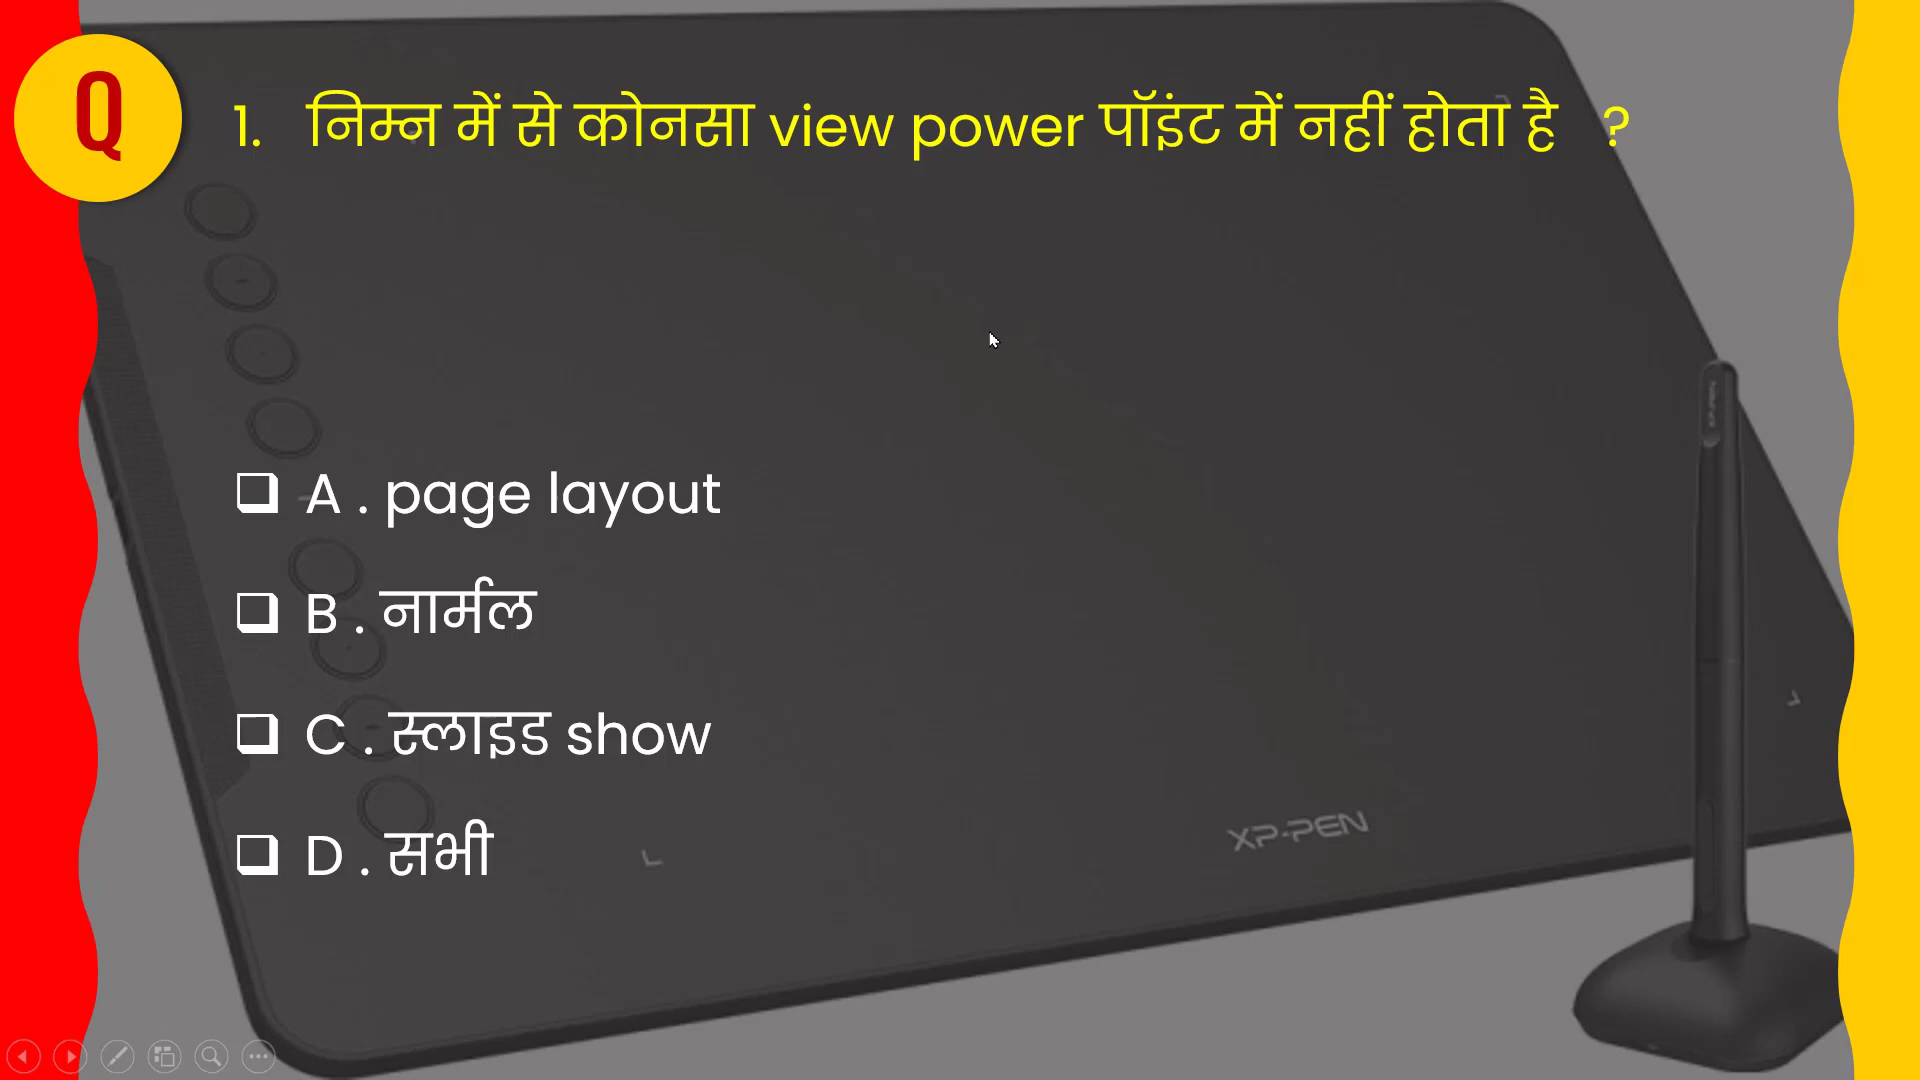 Q
1. निम्न में से कोनसा view power पॉइंट में नहीं होता है ?
A . page layout
B . नार्मल
C . स्लाइड show
D . सभी
XP-PEN